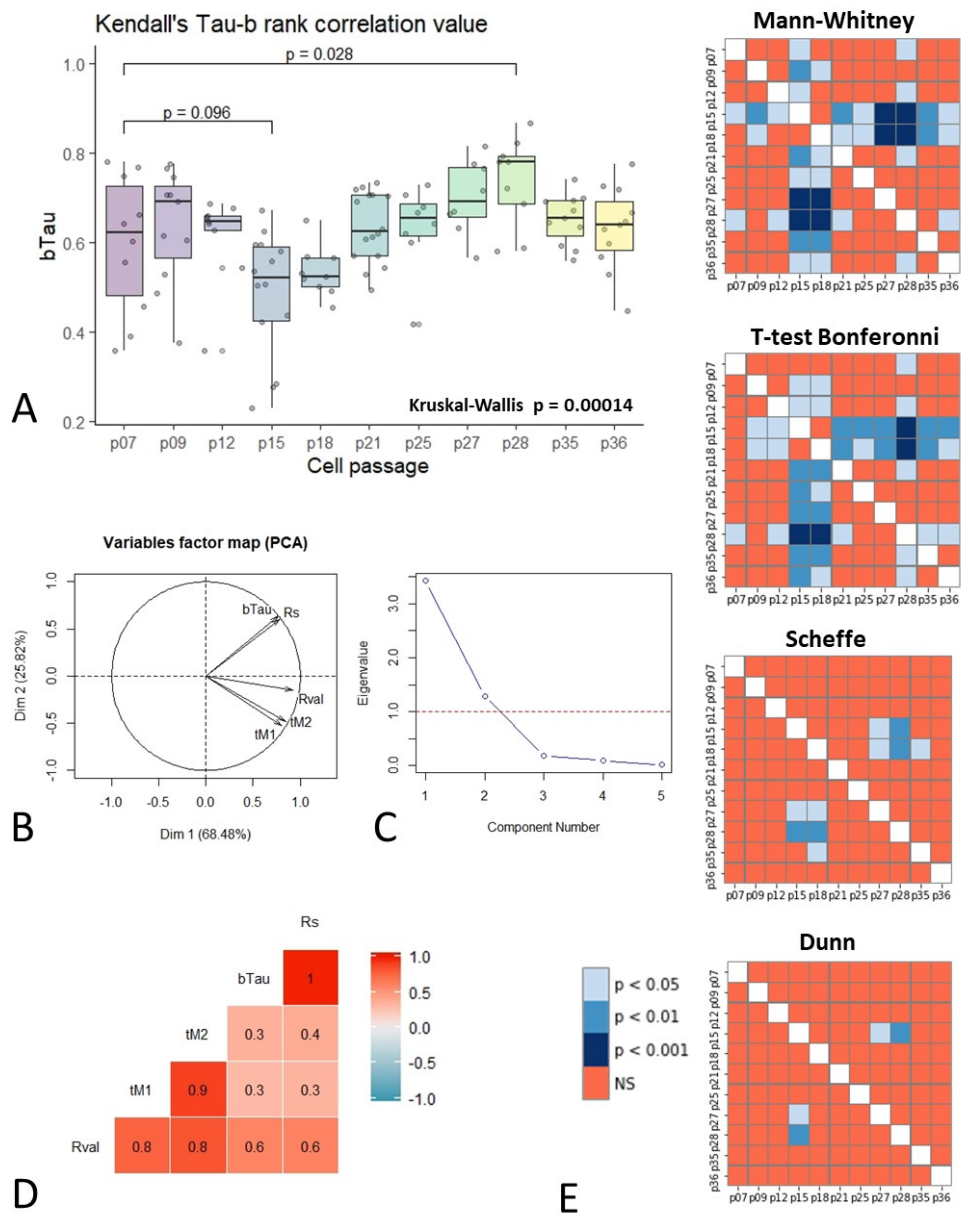 Kendall's Tau-b rank correlation value
1.0
0.8
0.6
0.4
0.2
bTau
p = 0.028
p = 0.096
Kruskal-Wallis p = 0.00014
p07 p09 p12 p15 p18 p21 p25 p27 p28 p35 p36
Cell passage
A
Variables factor map (PCA)
1.0
0.5
0.0
-0.5
-1.0
Dim 2 (25.82%)
bTau Rs
Rval
tM2
tM1
-1.0 -0.5 0.0 0.5 1.0
Dim 1 (68.48%)
B
3.0
2.0
1.0
0.0
Eigenvalue
1 2 3 4 5
Component Number
C
Rs
bTau 1
tM2 0.3 0.4
tM1 0.9 0.3 0.3
Rval 0.8 0.8 0.6 0.6
1.0
0.5
0.0
-0.5
-1.0
D
Mann-Whitney
p36 p35 p28 p27 p25 p21 p18 p15 p12 p09 p07
p07 p09 p12 p15 p18 p21 p25 p27 p28 p35 p36
T-test Bonferonni
p36 p35 p28 p27 p25 p21 p18 p15 p12 p09 p07
p07 p09 p12 p15 p18 p21 p25 p27 p28 p35 p36
Scheffe
p36 p35 p28 p27 p25 p21 p18 p15 p12 p09 p07
p07 p09 p12 p15 p18 p21 p25 p27 p28 p35 p36
Dunn
p36 p35 p28 p27 p25 p21 p18 p15 p12 p09 p07
p07 p09 p12 p15 p18 p21 p25 p27 p28 p35 p36
p < 0.05
p < 0.01
p < 0.001
NS
E